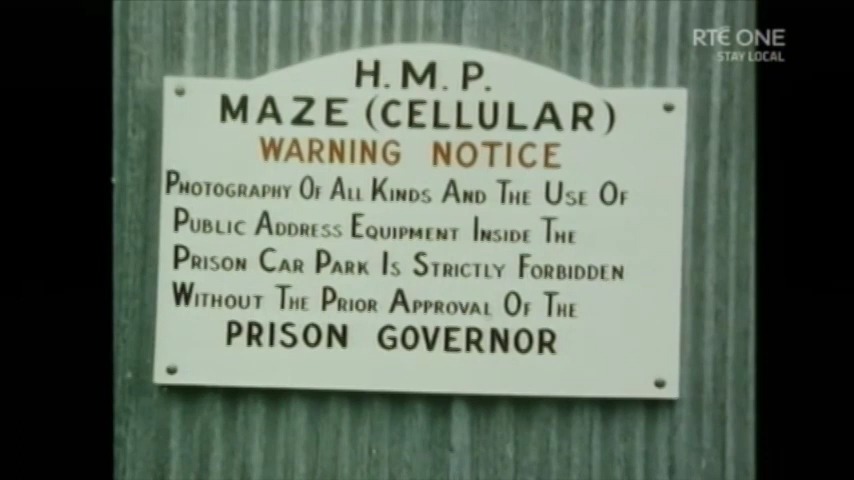 RTÉ ONE
STAY LOCAL
H.M.P.
MAZE (CELLULAR)
WARNING NOTICE
PHOTOGRAPHY OF ALL KINDS AND THE USE OF
PUBLIC ADDRESS EQUIPMENT INSIDE THE
PRISON CAR PARK IS STRICTLY FORBIDDEN
WITHOUT THE PRIOR APPROVAL OF THE
PRISON GOVERNOR